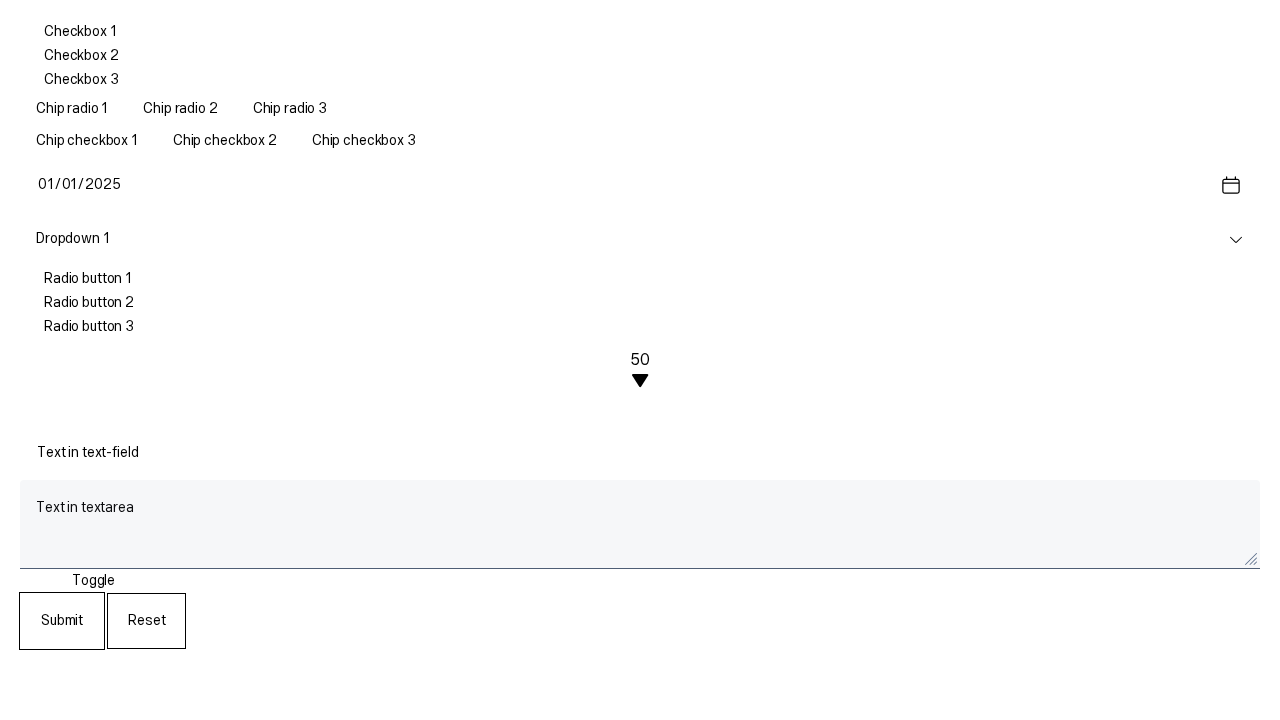 Checkbox 1
Checkbox 2
Checkbox 3
Chip radio 1 Chip radio 2 Chip radio 3
Chip checkbox 1 Chip checkbox 2 Chip checkbox 3
01/01/2025
Dropdown 1
Radio button 1
Radio button 2
Radio button 3
50
Text in text-field
Text in textarea
Toggle
Submit Reset